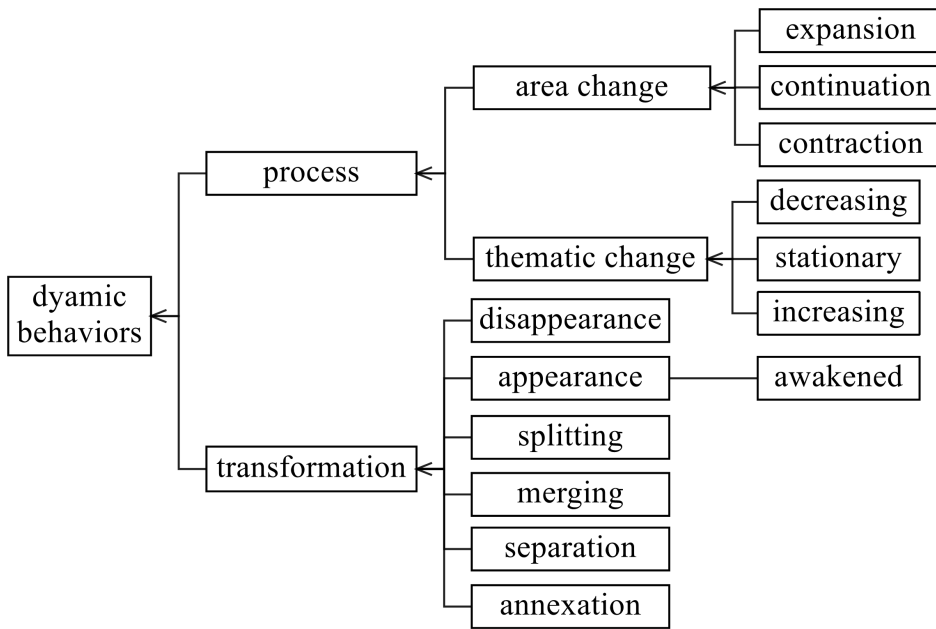 expansion
area change
continuation
contraction
process
decreasing
thematic change
stationary
increasing
dyamic
behaviors
disappearance
appearance
awakened
splitting
transformation
merging
separation
annexation